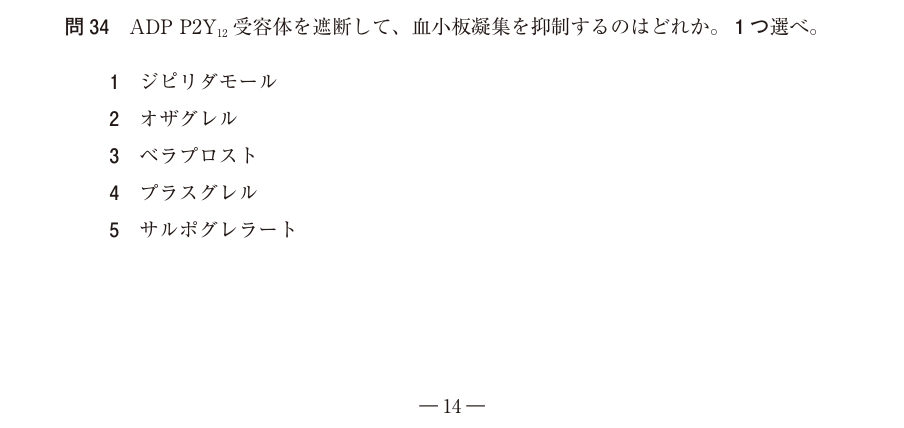 問 34 ADP P2Y₁₂ 受容体を遮断して、血小板凝集を抑制するのはどれか。1 つ選べ。
1 ジピリダモール
2 オザグレル
3 ベラプロスト
4 プラスグレル
5 サルポグレラート
— 14 —